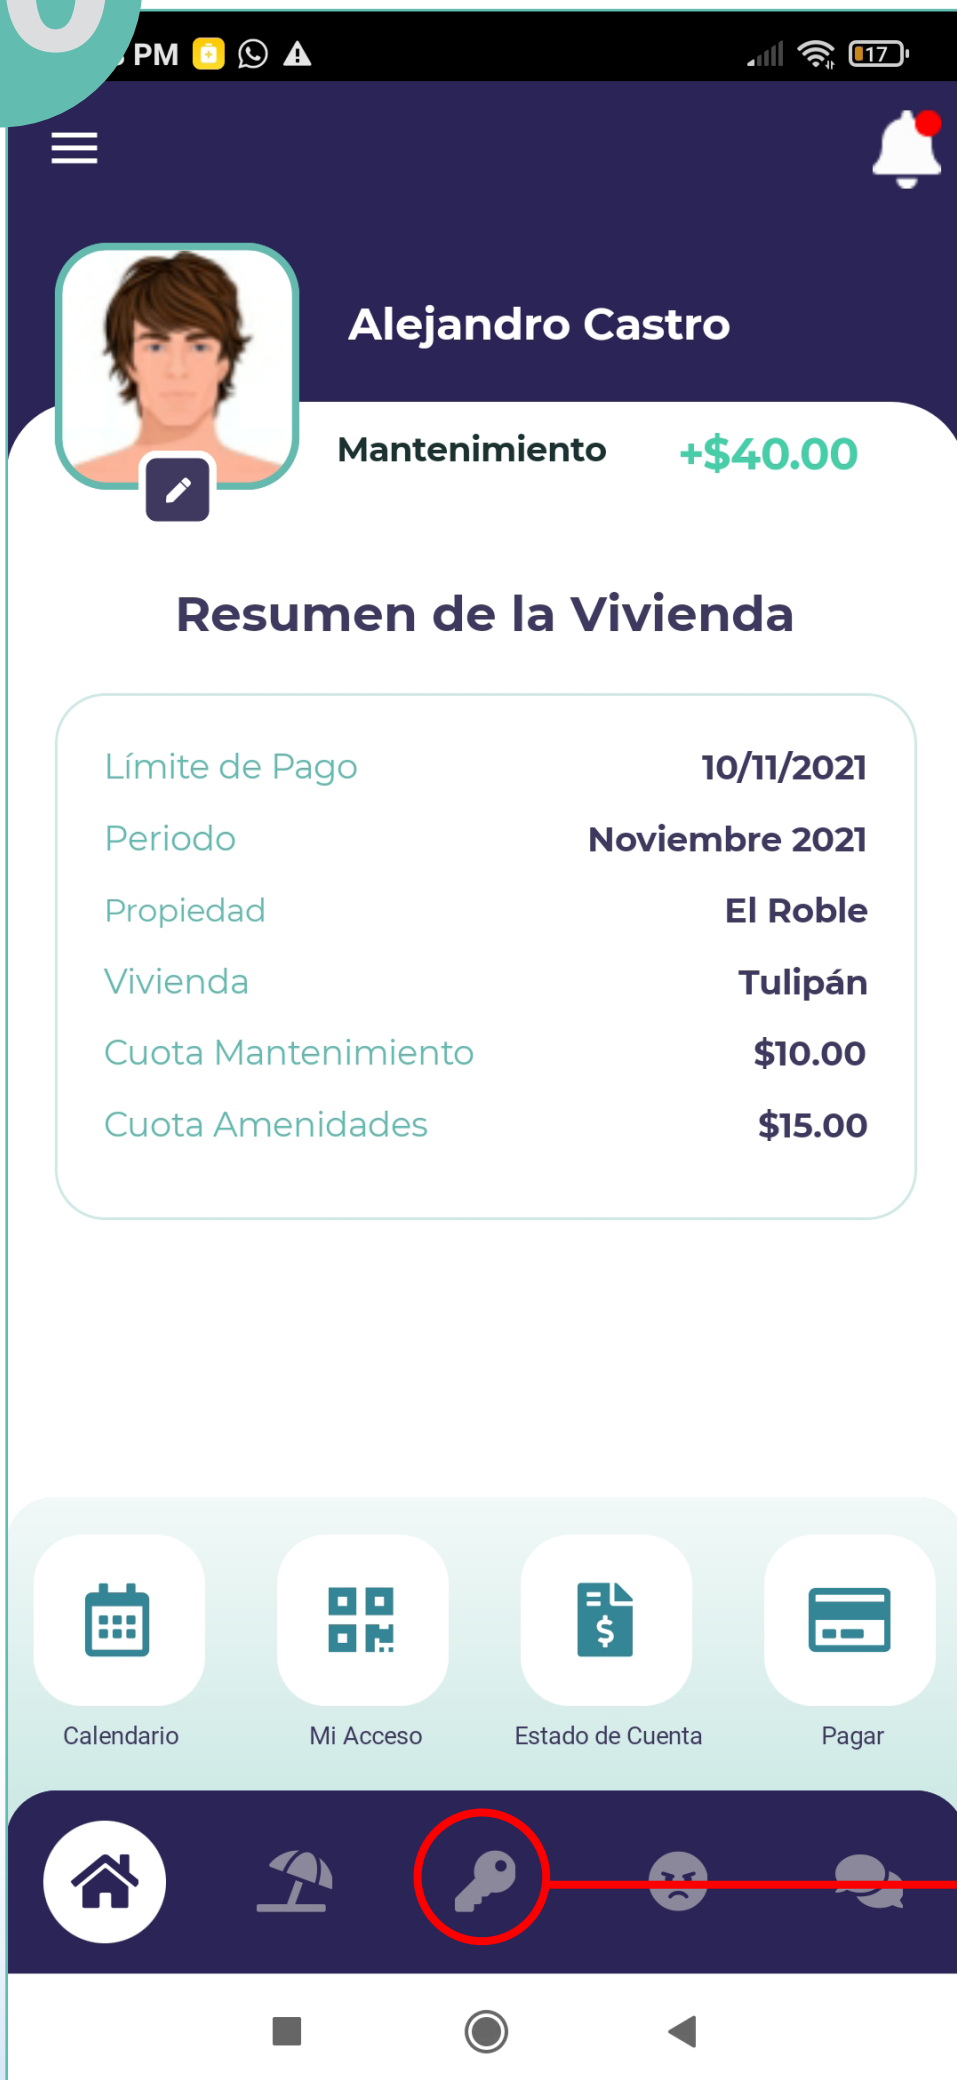 PM
17
Alejandro Castro
Mantenimiento +$40.00
Resumen de la Vivienda
Límite de Pago 10/11/2021
Periodo Noviembre 2021
Propiedad El Roble
Vivienda Tulipán
Cuota Mantenimiento $10.00
Cuota Amenidades $15.00
Calendario Mi Acceso Estado de Cuenta Pagar